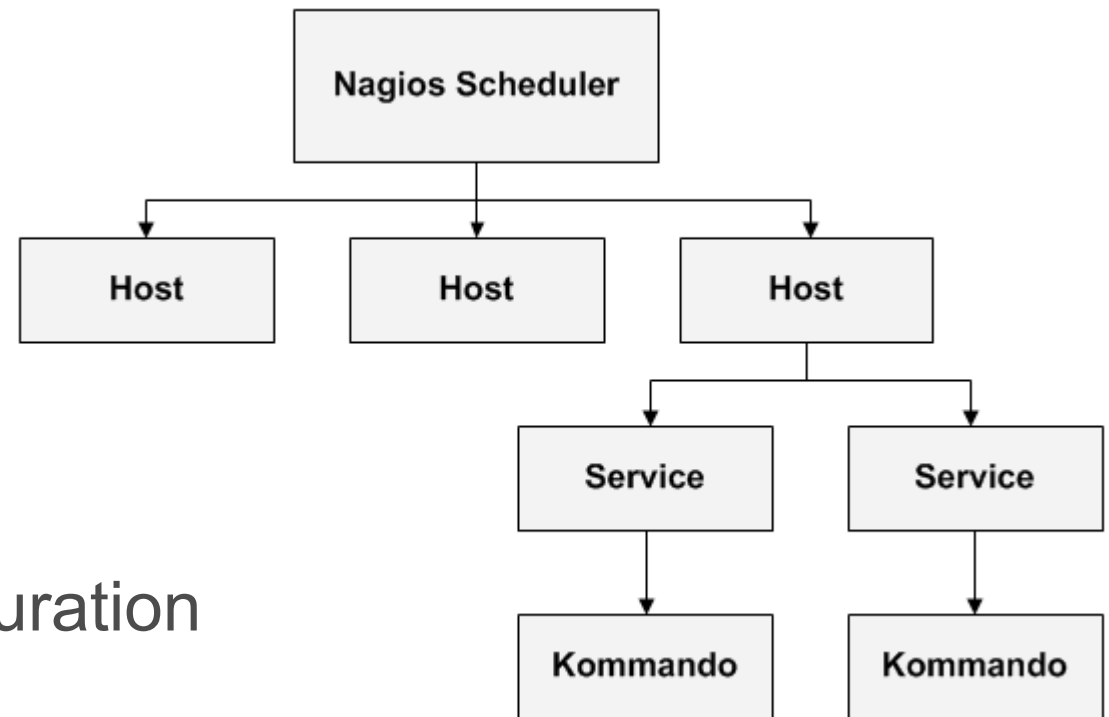 Nagios Scheduler
Host Host Host
Service Service
uration
Kommando Kommando